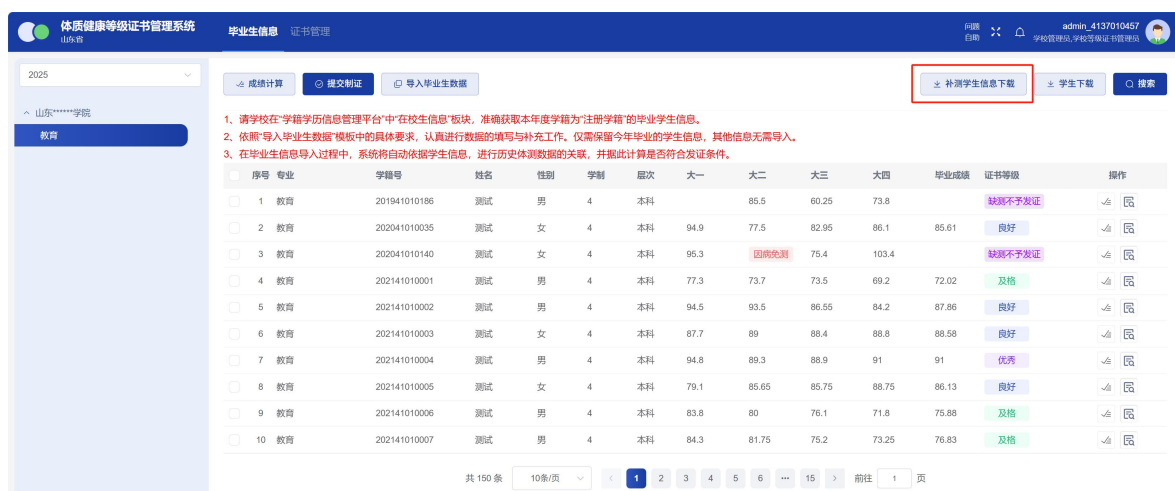 体质健康等级证书管理系统
山东省
毕业生信息 证书管理
问题自助
admin_4137010457
学校管理员,学校等级证书管理员
2025
山东******学院
教育
成绩计算 提交制证 导入毕业生数据 补测学生信息下载 学生下载 搜索
1、请学校在“学籍学历信息管理平台”中“在校生信息”板块，准确获取本年度学籍为“注册学籍”的毕业学生信息。
2、依照“导入毕业生数据”模板中的具体要求，认真进行数据的填写与补充工作。仅需保留今年毕业的学生信息，其他信息无需导入。
3、在毕业生信息导入过程中，系统将自动依据学生信息，进行历史体测数据的关联，并据此计算是否符合发证条件。
序号 专业 学籍号 姓名 性别 学制 层次 大一 大二 大三 大四 毕业成绩 证书等级 操作
1 教育 201941010186 测试 男 4 本科 85.5 60.25 73.8 缺测不予发证
2 教育 202041010035 测试 女 4 本科 94.9 77.5 82.95 86.1 85.61 良好
3 教育 202041010140 测试 女 4 本科 95.3 因病免测 75.4 103.4 缺测不予发证
4 教育 202141010001 测试 男 4 本科 77.3 73.7 73.5 69.2 72.02 及格
5 教育 202141010002 测试 男 4 本科 94.5 93.5 86.55 84.2 87.86 良好
6 教育 202141010003 测试 女 4 本科 87.7 89 88.4 88.8 88.58 良好
7 教育 202141010004 测试 男 4 本科 94.8 89.3 88.9 91 91 优秀
8 教育 202141010005 测试 女 4 本科 79.1 85.65 85.75 88.75 86.13 良好
9 教育 202141010006 测试 男 4 本科 83.8 80 76.1 71.8 75.88 及格
10 教育 202141010007 测试 男 4 本科 84.3 81.75 75.2 73.25 76.83 及格
共 150 条 10条/页 1 2 3 4 5 6 ··· 15 前往 1 页